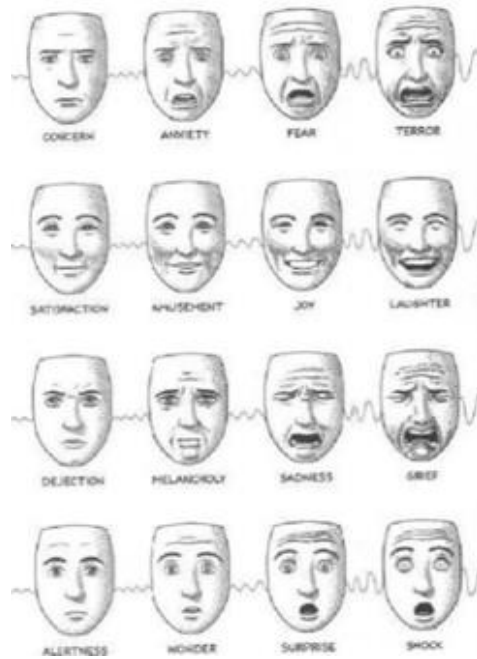 CONCERN ANXIETY FEAR TERROR
SATISFACTION AMUSEMENT JOY LAUGHTER
DEJECTION MELANCHOLY SADNESS GRIEF
ALERTNESS WONDER SURPRISE SHOCK